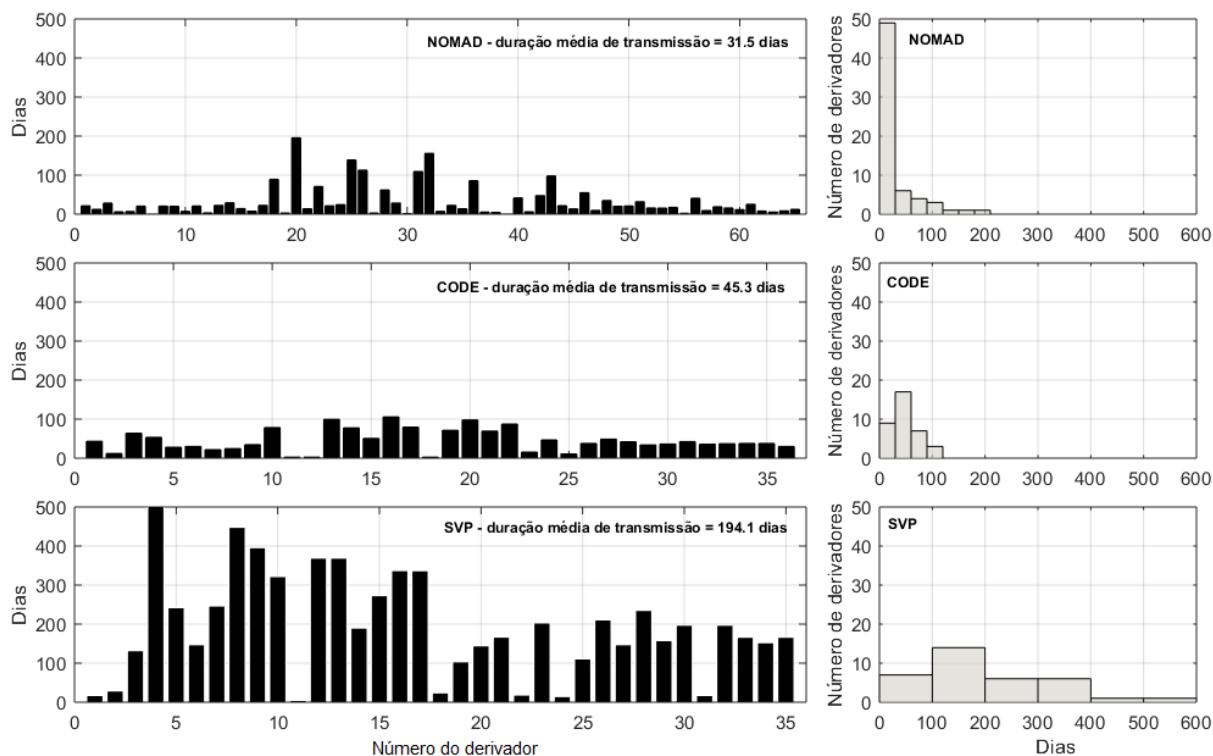 500
400
300
200
100
0
Dias
NOMAD - duração média de transmissão = 31.5 dias
0 10 20 30 40 50 60
50
40
30
20
10
0
Número de derivadores
NOMAD
0 100 200 300 400 500 600
500
400
300
200
100
0
Dias
CODE - duração média de transmissão = 45.3 dias
0 5 10 15 20 25 30 35
50
40
30
20
10
0
Número de derivadores
CODE
0 100 200 300 400 500 600
500
400
300
200
100
0
Dias
SVP - duração média de transmissão = 194.1 dias
5 10 15 20 25 30 35
Número do derivador
50
40
30
20
10
0
Número de derivadores
SVP
0 100 200 300 400 500 600
Dias